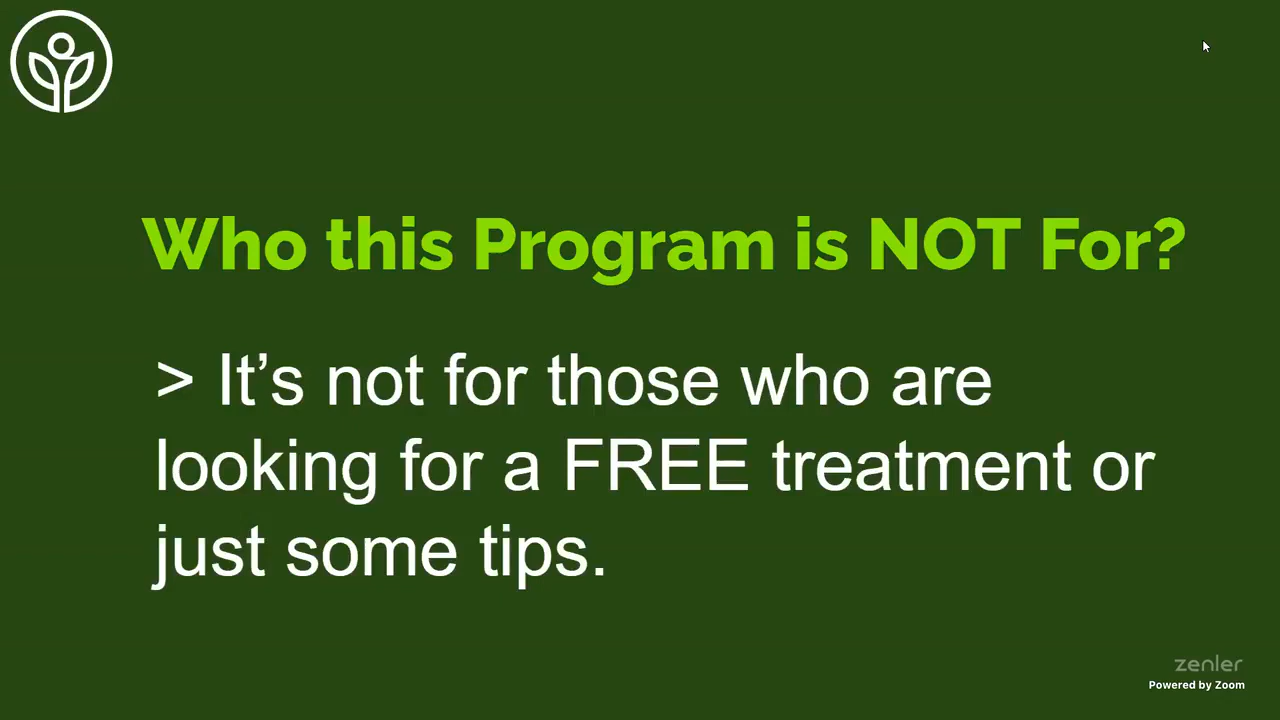 Who this Program is NOT For?
> It’s not for those who are
looking for a FREE treatment or
just some tips.
zenler
Powered by Zoom